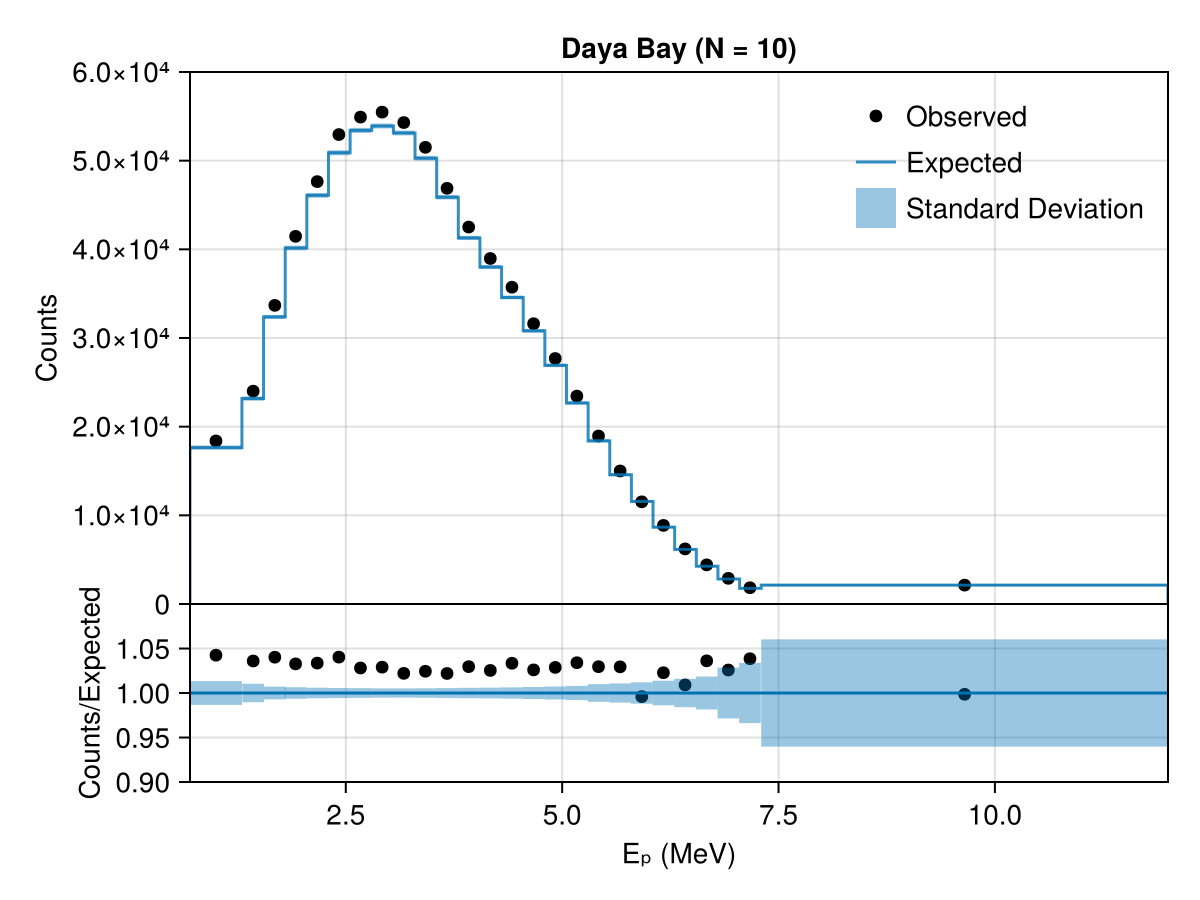 Daya Bay (N = 10)
6.0×10⁴
5.0×10⁴
4.0×10⁴
3.0×10⁴
2.0×10⁴
1.0×10⁴
0
Counts
Observed
Expected
Standard Deviation
1.05
1.00
0.95
0.90
Counts/Expected
2.5 5.0 7.5 10.0
Eₚ (MeV)